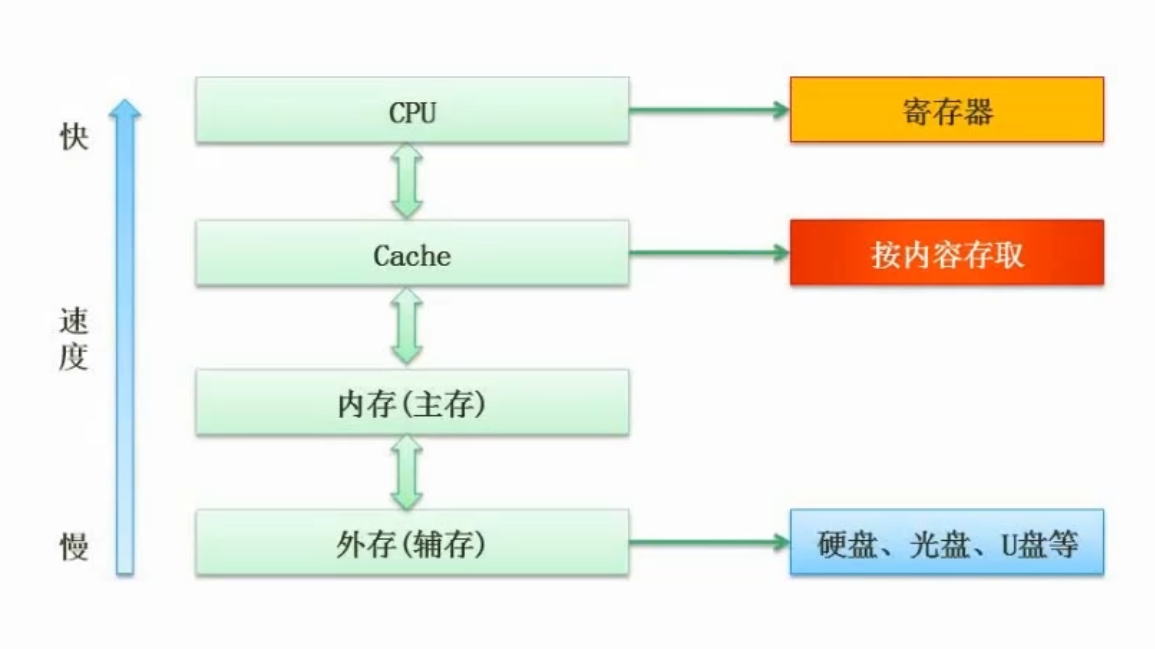 快
CPU
寄存器
Cache
按内容存取
速
度
内存(主存)
慢
外存(辅存)
硬盘、光盘、U盘等